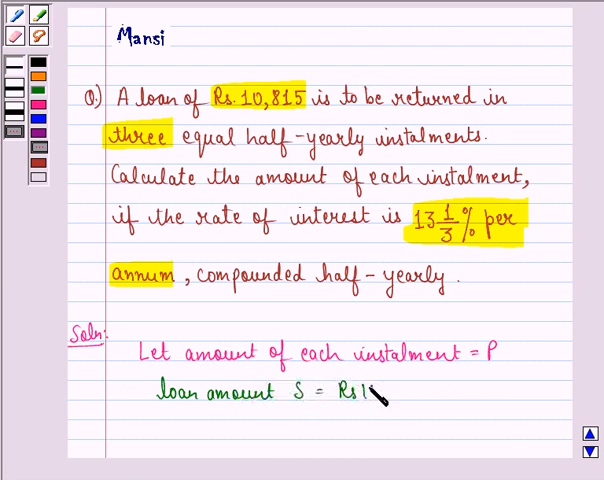 Mansi
Q.) A loan of Rs. 10,815 is to be returned in
three equal half-yearly instalments.
Calculate the amount of each instalment,
if the rate of interest is 13 1/3 % per
annum, compounded half-yearly.
Soln:
Let amount of each instalment = P
loan amount S = Rs 1